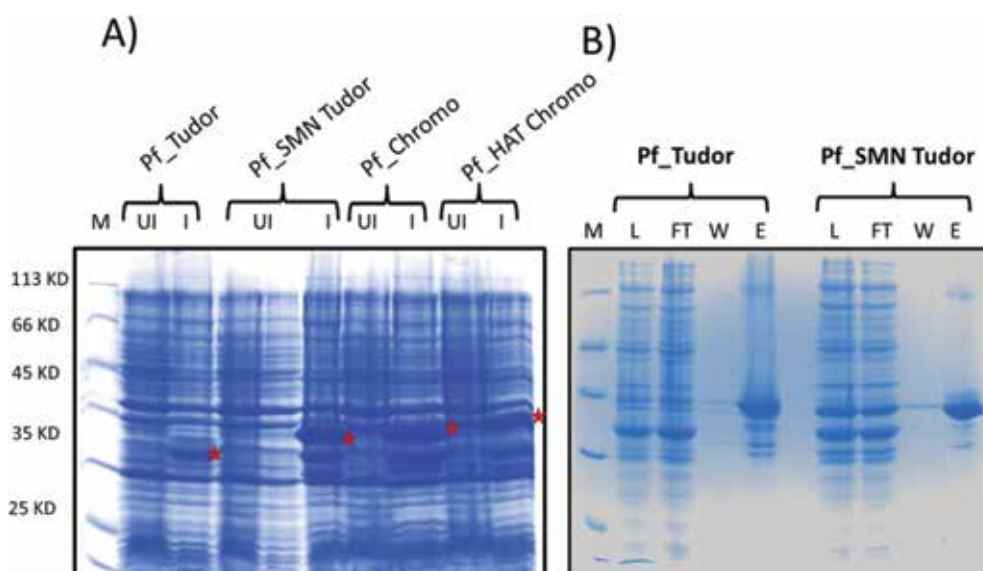 A)
Pf_Tudor
Pf_SMN Tudor
Pf_Chromo
Pf_HAT Chromo
M UI I UI I UI I UI I
113 KD
66 KD
45 KD
35 KD
25 KD
* * * *
B)
Pf_Tudor Pf_SMN Tudor
M L FT W E L FT W E